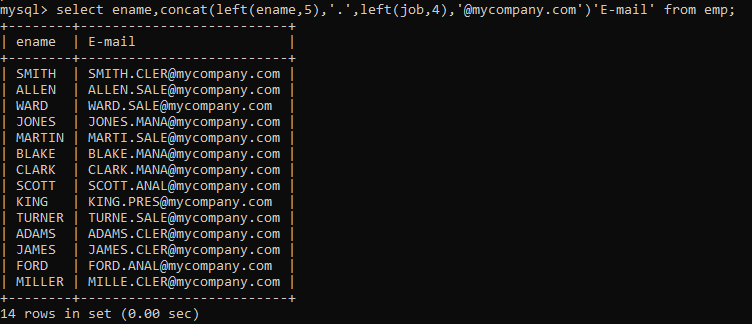 mysql> select ename,concat(left(ename,5),'.',left(job,4),'@mycompany.com')'E-mail' from emp;
+--------+--------------------------+
| ename  | E-mail                   |
+--------+--------------------------+
| SMITH  | SMITH.CLER@mycompany.com |
| ALLEN  | ALLEN.SALE@mycompany.com |
| WARD   | WARD.SALE@mycompany.com  |
| JONES  | JONES.MANA@mycompany.com |
| MARTIN | MARTI.SALE@mycompany.com |
| BLAKE  | BLAKE.MANA@mycompany.com |
| CLARK  | CLARK.MANA@mycompany.com |
| SCOTT  | SCOTT.ANAL@mycompany.com |
| KING   | KING.PRES@mycompany.com  |
| TURNER | TURNE.SALE@mycompany.com |
| ADAMS  | ADAMS.CLER@mycompany.com |
| JAMES  | JAMES.CLER@mycompany.com |
| FORD   | FORD.ANAL@mycompany.com  |
| MILLER | MILLE.CLER@mycompany.com |
+--------+--------------------------+
14 rows in set (0.00 sec)